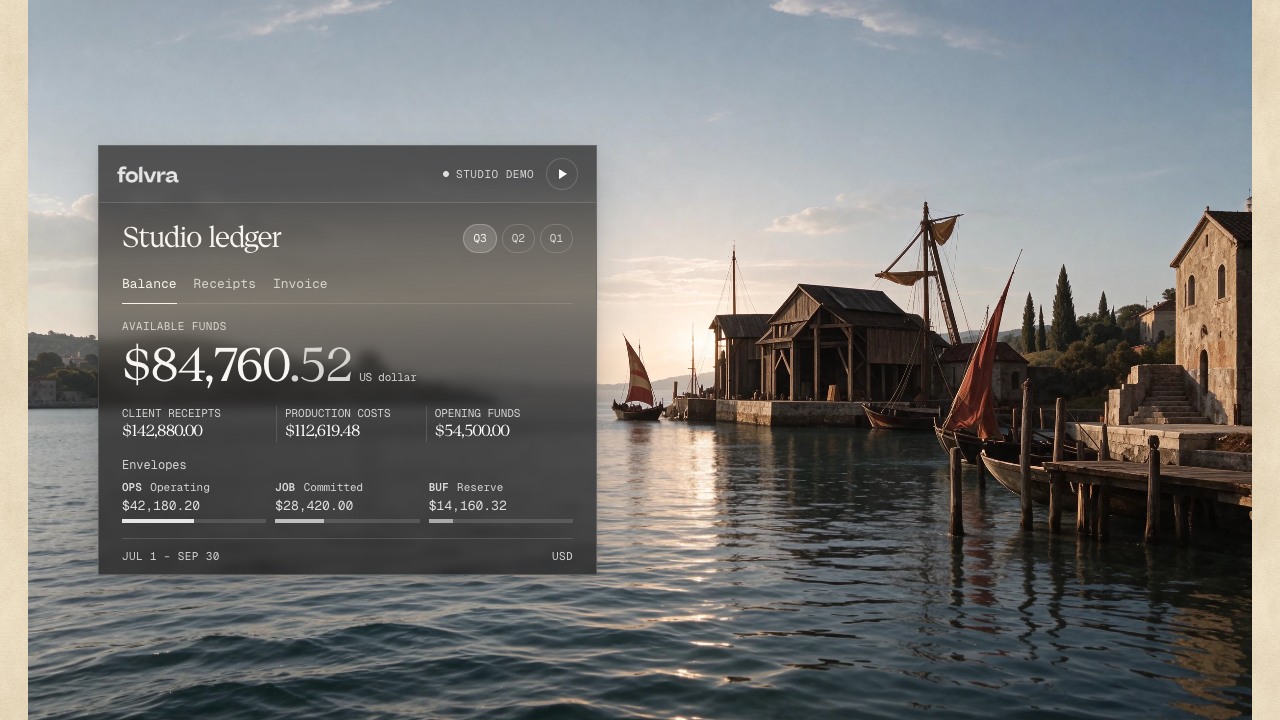 folvra
STUDIO DEMO
Studio ledger
Q3 Q2 Q1
Balance Receipts Invoice
AVAILABLE FUNDS
$84,760.52 US dollar
CLIENT RECEIPTS PRODUCTION COSTS OPENING FUNDS
$142,880.00 $112,619.48 $54,500.00
Envelopes
OPS Operating JOB Committed BUF Reserve
$42,180.20 $28,420.00 $14,160.32
JUL 1 – SEP 30 USD